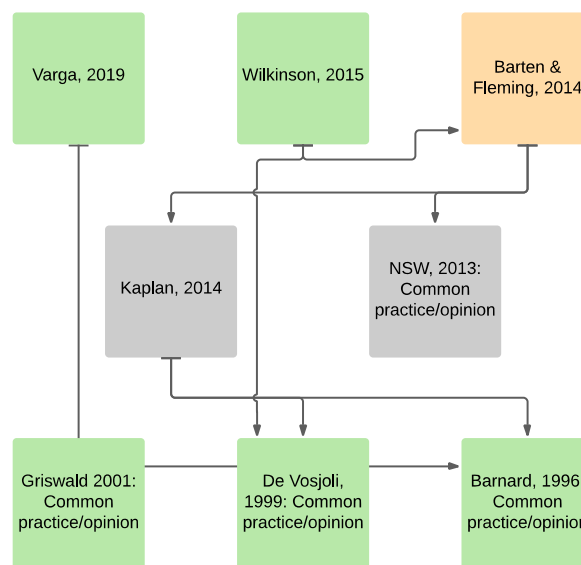 Varga, 2019
Wilkinson, 2015
Barten &
Fleming, 2014
Kaplan, 2014
NSW, 2013:
Common
practice/opinion
Griswald 2001:
Common
practice/opinion
De Vosjoli,
1999: Common
practice/opinion
Barnard, 1996:
Common
practice/opinion